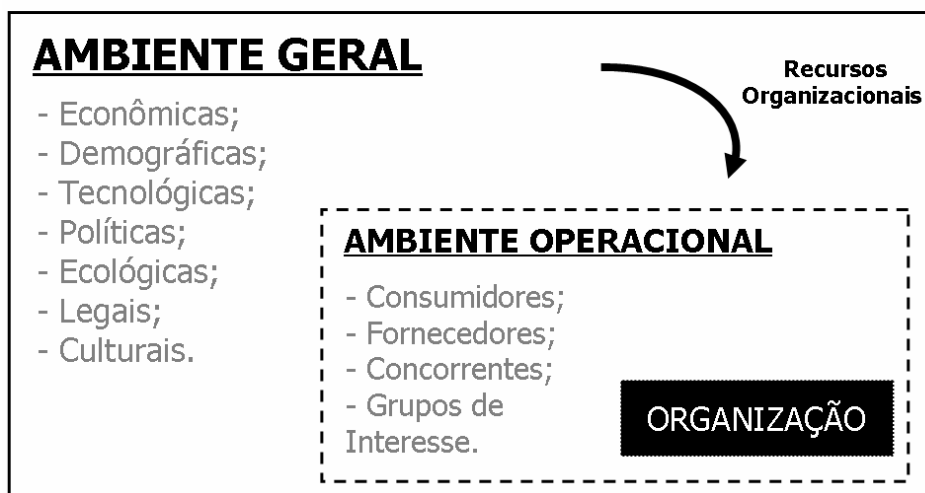 AMBIENTE GERAL
- Econômicas;
- Demográficas;
- Tecnológicas;
- Políticas;
- Ecológicas;
- Legais;
- Culturais.
Recursos
Organizacionais
AMBIENTE OPERACIONAL
- Consumidores;
- Fornecedores;
- Concorrentes;
- Grupos de
Interesse.
ORGANIZAÇÃO